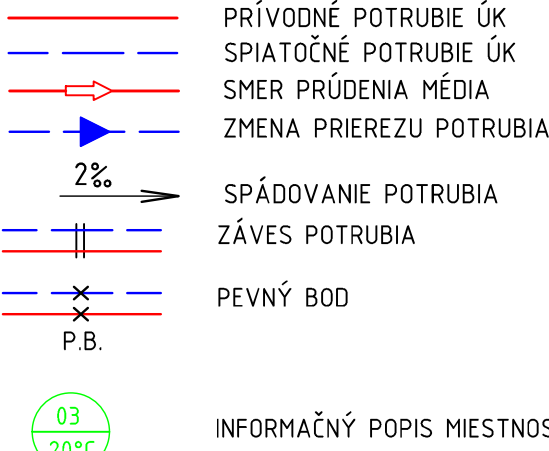 PRÍVODNÉ POTRUBIE ÚK
SPIATOČNÉ POTRUBIE ÚK
SMER PRÚDENIA MÉDIA
ZMENA PRIEREZU POTRUBIA
2‰
SPÁDOVANIE POTRUBIA
ZÁVES POTRUBIA
PEVNÝ BOD
P.B.
03
20°C
INFORMAČNÝ POPIS MIESTNOS